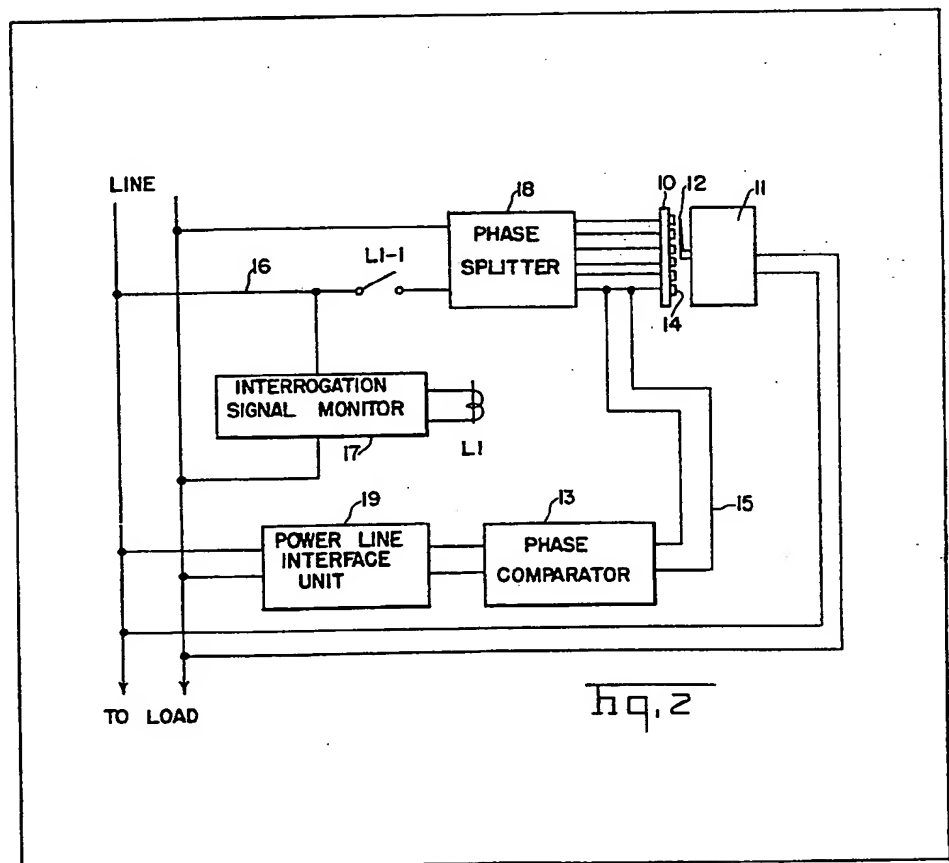 LINE
16
L1-1
18
PHASE
SPLITTER
10
12
11
14
INTERROGATION
SIGNAL MONITOR
17
L1
15
19
POWER LINE
INTERFACE
UNIT
13
PHASE
COMPARATOR
TO LOAD
Fig. 2